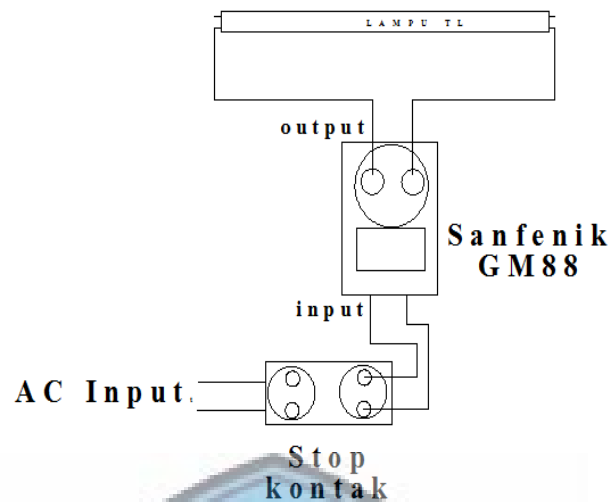 LAMPU TL
output
Sanfenik
GM88
input
AC Input
Stop
kontak